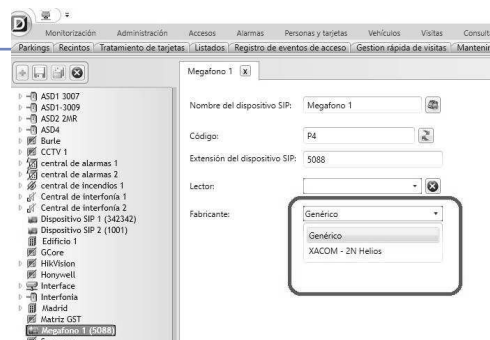 D
Monitorización Administración Accesos Alarmas Personas y tarjetas Vehículos Visitas Consult
Parkings Recintos Tratamiento de tarjetas Listados Registro de eventos de acceso Gestion rápida de visitas Mantenir
Megafono 1 x
ASD1 3007
ASD1-3009
ASD2 2MR
ASD4
Burle
CCTV 1
central de alarmas 1
central de alarmas 2
central de incendios 1
Central de interfonía 1
Central de interfonía 2
Dispositivo SIP 1 (342342)
Dispositivo SIP 2 (1001)
Edificio 1
GCore
HikVision
Honywell
Interface
Interfonia
Madrid
Matriz GST
Megafono 1 (5088)
Nombre del dispositivo SIP: Megafono 1
Código: P4
Extensión del dispositivo SIP: 5088
Lector:
Fabricante: Genérico
Genérico
XACOM - 2N Helios